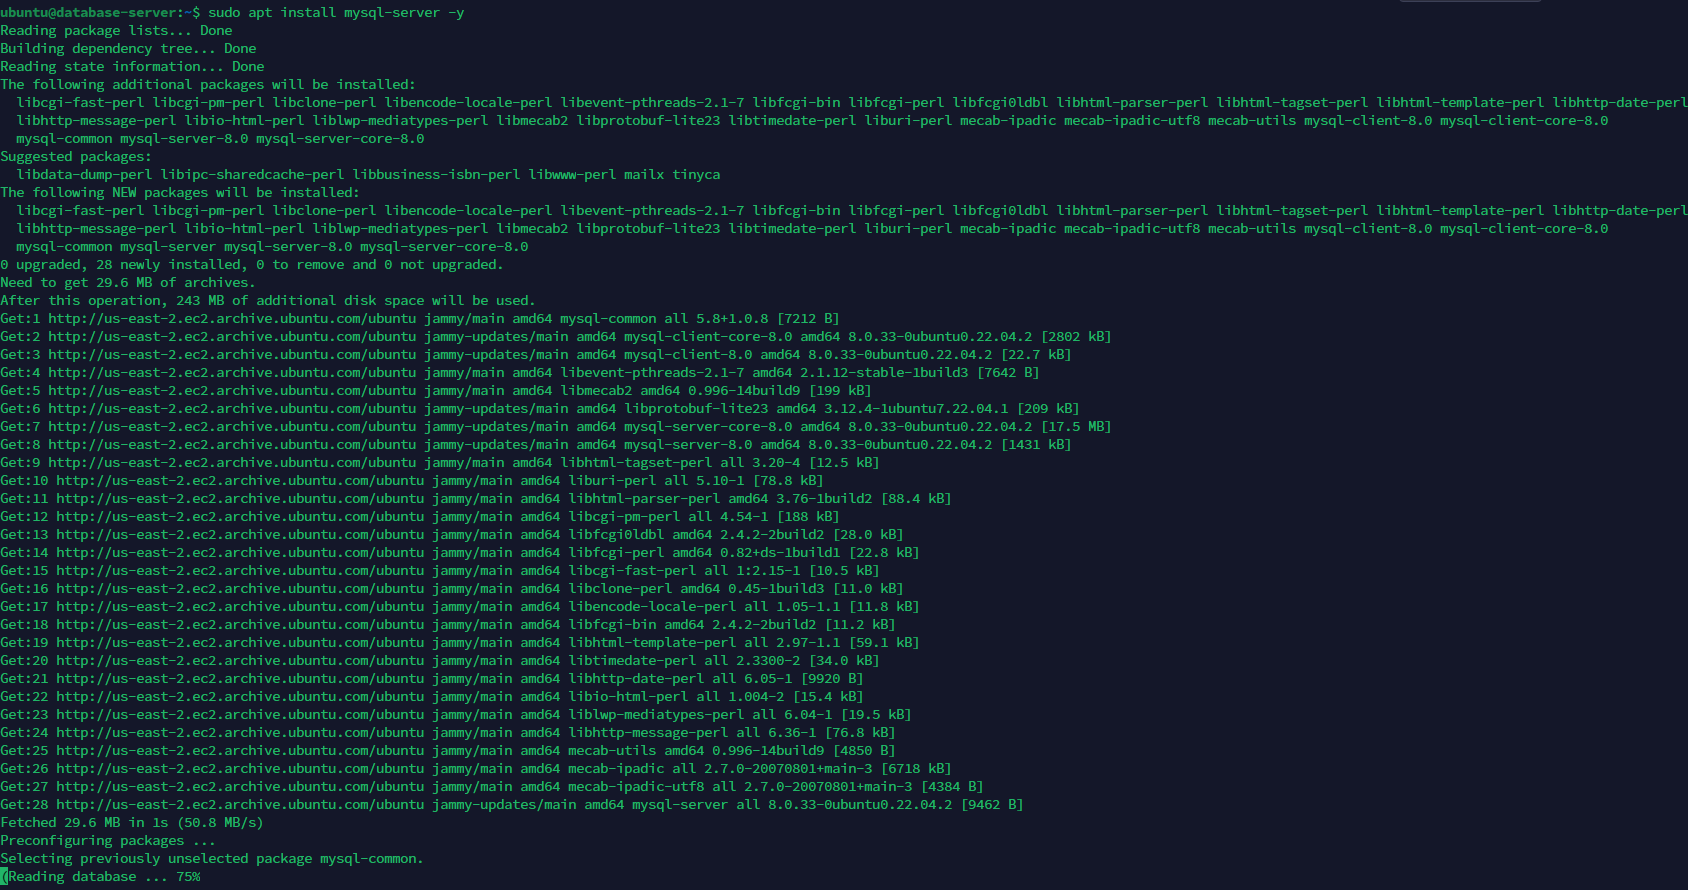 ubuntu@database-server:~$ sudo apt install mysql-server -y
Reading package lists... Done
Building dependency tree... Done
Reading state information... Done
The following additional packages will be installed:
  libcgi-fast-perl libcgi-pm-perl libclone-perl libencode-locale-perl libevent-pthreads-2.1-7 libfcgi-bin libfcgi-perl libfcgi0ldbl libhtml-parser-perl libhtml-tagset-perl libhtml-template-perl libhttp-date-perl
  libhttp-message-perl libio-html-perl liblwp-mediatypes-perl libmecab2 libprotobuf-lite23 libtimedate-perl liburi-perl mecab-ipadic mecab-ipadic-utf8 mecab-utils mysql-client-8.0 mysql-client-core-8.0
  mysql-common mysql-server-8.0 mysql-server-core-8.0
Suggested packages:
  libdata-dump-perl libipc-sharedcache-perl libbusiness-isbn-perl libwww-perl mailx tinyca
The following NEW packages will be installed:
  libcgi-fast-perl libcgi-pm-perl libclone-perl libencode-locale-perl libevent-pthreads-2.1-7 libfcgi-bin libfcgi-perl libfcgi0ldbl libhtml-parser-perl libhtml-tagset-perl libhtml-template-perl libhttp-date-perl
  libhttp-message-perl libio-html-perl liblwp-mediatypes-perl libmecab2 libprotobuf-lite23 libtimedate-perl liburi-perl mecab-ipadic mecab-ipadic-utf8 mecab-utils mysql-client-8.0 mysql-client-core-8.0
  mysql-common mysql-server mysql-server-8.0 mysql-server-core-8.0
0 upgraded, 28 newly installed, 0 to remove and 0 not upgraded.
Need to get 29.6 MB of archives.
After this operation, 243 MB of additional disk space will be used.
Get:1 http://us-east-2.ec2.archive.ubuntu.com/ubuntu jammy/main amd64 mysql-common all 5.8+1.0.8 [7212 B]
Get:2 http://us-east-2.ec2.archive.ubuntu.com/ubuntu jammy-updates/main amd64 mysql-client-core-8.0 amd64 8.0.33-0ubuntu0.22.04.2 [2802 kB]
Get:3 http://us-east-2.ec2.archive.ubuntu.com/ubuntu jammy-updates/main amd64 mysql-client-8.0 amd64 8.0.33-0ubuntu0.22.04.2 [22.7 kB]
Get:4 http://us-east-2.ec2.archive.ubuntu.com/ubuntu jammy/main amd64 libevent-pthreads-2.1-7 amd64 2.1.12-stable-1build3 [7642 B]
Get:5 http://us-east-2.ec2.archive.ubuntu.com/ubuntu jammy/main amd64 libmecab2 amd64 0.996-14build9 [199 kB]
Get:6 http://us-east-2.ec2.archive.ubuntu.com/ubuntu jammy-updates/main amd64 libprotobuf-lite23 amd64 3.12.4-1ubuntu7.22.04.1 [209 kB]
Get:7 http://us-east-2.ec2.archive.ubuntu.com/ubuntu jammy-updates/main amd64 mysql-server-core-8.0 amd64 8.0.33-0ubuntu0.22.04.2 [17.5 MB]
Get:8 http://us-east-2.ec2.archive.ubuntu.com/ubuntu jammy-updates/main amd64 mysql-server-8.0 amd64 8.0.33-0ubuntu0.22.04.2 [1431 kB]
Get:9 http://us-east-2.ec2.archive.ubuntu.com/ubuntu jammy/main amd64 libhtml-tagset-perl all 3.20-4 [12.5 kB]
Get:10 http://us-east-2.ec2.archive.ubuntu.com/ubuntu jammy/main amd64 liburi-perl all 5.10-1 [78.8 kB]
Get:11 http://us-east-2.ec2.archive.ubuntu.com/ubuntu jammy/main amd64 libhtml-parser-perl amd64 3.76-1build2 [88.4 kB]
Get:12 http://us-east-2.ec2.archive.ubuntu.com/ubuntu jammy/main amd64 libcgi-pm-perl all 4.54-1 [188 kB]
Get:13 http://us-east-2.ec2.archive.ubuntu.com/ubuntu jammy/main amd64 libfcgi0ldbl amd64 2.4.2-2build2 [28.0 kB]
Get:14 http://us-east-2.ec2.archive.ubuntu.com/ubuntu jammy/main amd64 libfcgi-perl amd64 0.82+ds-1build1 [22.8 kB]
Get:15 http://us-east-2.ec2.archive.ubuntu.com/ubuntu jammy/main amd64 libcgi-fast-perl all 1:2.15-1 [10.5 kB]
Get:16 http://us-east-2.ec2.archive.ubuntu.com/ubuntu jammy/main amd64 libclone-perl amd64 0.45-1build3 [11.0 kB]
Get:17 http://us-east-2.ec2.archive.ubuntu.com/ubuntu jammy/main amd64 libencode-locale-perl all 1.05-1.1 [11.8 kB]
Get:18 http://us-east-2.ec2.archive.ubuntu.com/ubuntu jammy/main amd64 libfcgi-bin amd64 2.4.2-2build2 [11.2 kB]
Get:19 http://us-east-2.ec2.archive.ubuntu.com/ubuntu jammy/main amd64 libhtml-template-perl all 2.97-1.1 [59.1 kB]
Get:20 http://us-east-2.ec2.archive.ubuntu.com/ubuntu jammy/main amd64 libtimedate-perl all 2.3300-2 [34.0 kB]
Get:21 http://us-east-2.ec2.archive.ubuntu.com/ubuntu jammy/main amd64 libhttp-date-perl all 6.05-1 [9920 B]
Get:22 http://us-east-2.ec2.archive.ubuntu.com/ubuntu jammy/main amd64 libio-html-perl all 1.004-2 [15.4 kB]
Get:23 http://us-east-2.ec2.archive.ubuntu.com/ubuntu jammy/main amd64 liblwp-mediatypes-perl all 6.04-1 [19.5 kB]
Get:24 http://us-east-2.ec2.archive.ubuntu.com/ubuntu jammy/main amd64 libhttp-message-perl all 6.36-1 [76.8 kB]
Get:25 http://us-east-2.ec2.archive.ubuntu.com/ubuntu jammy/main amd64 mecab-utils amd64 0.996-14build9 [4850 B]
Get:26 http://us-east-2.ec2.archive.ubuntu.com/ubuntu jammy/main amd64 mecab-ipadic all 2.7.0-20070801+main-3 [6718 kB]
Get:27 http://us-east-2.ec2.archive.ubuntu.com/ubuntu jammy/main amd64 mecab-ipadic-utf8 all 2.7.0-20070801+main-3 [4384 B]
Get:28 http://us-east-2.ec2.archive.ubuntu.com/ubuntu jammy-updates/main amd64 mysql-server all 8.0.33-0ubuntu0.22.04.2 [9462 B]
Fetched 29.6 MB in 1s (50.8 MB/s)
Preconfiguring packages ...
Selecting previously unselected package mysql-common.
(Reading database ... 75%